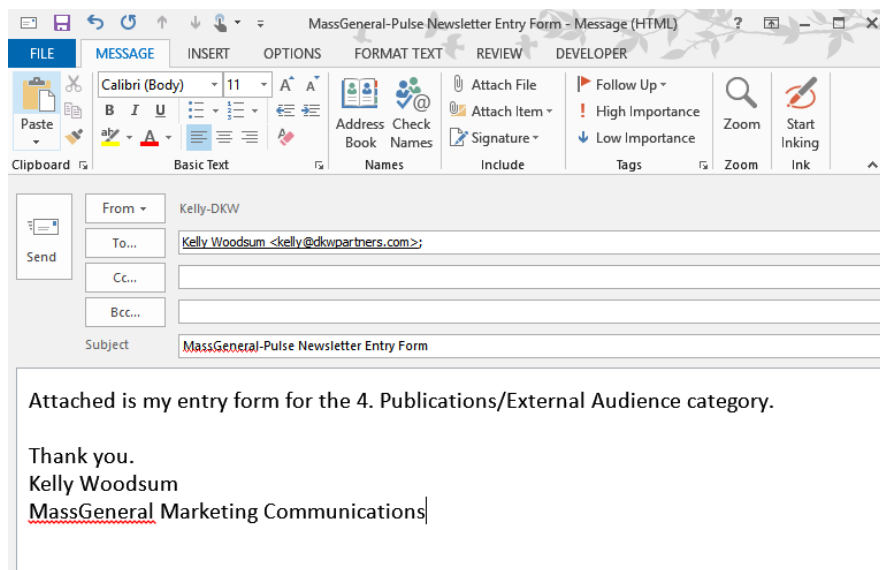 MassGeneral-Pulse Newsletter Entry Form - Message (HTML) ?
FILE MESSAGE INSERT OPTIONS FORMAT TEXT REVIEW DEVELOPER
Paste
Clipboard
Calibri (Body) 11 A A
B I U
ab A
Basic Text
Address Book
Check Names
Names
Attach File
Attach Item
Signature
Include
Follow Up
High Importance
Low Importance
Tags
Zoom
Zoom
Start Inking
Ink
Send
From Kelly-DKW
To... Kelly Woodsum <kelly@dkwpartners.com>;
Cc...
Bcc...
Subject MassGeneral-Pulse Newsletter Entry Form
Attached is my entry form for the 4. Publications/External Audience category.
Thank you.
Kelly Woodsum
MassGeneral Marketing Communications